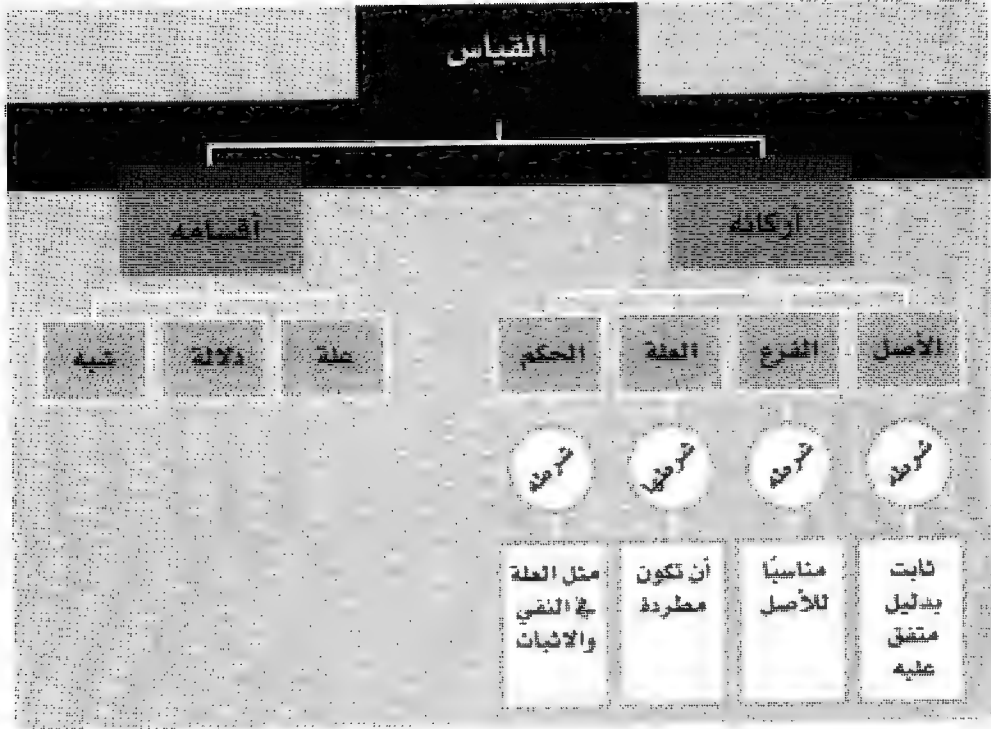 القياس
أركانه
أقسامه
الأصل
الفرع
العلة
الحكم
علة
دلالة
شبه
شرطه
شرطه
شرطها
شرطه
ثابت
بدليل
متفق
عليه
مناسبًا
للأصل
أن تكون
مطردة
مثل العلة
في النفي
والاثبات